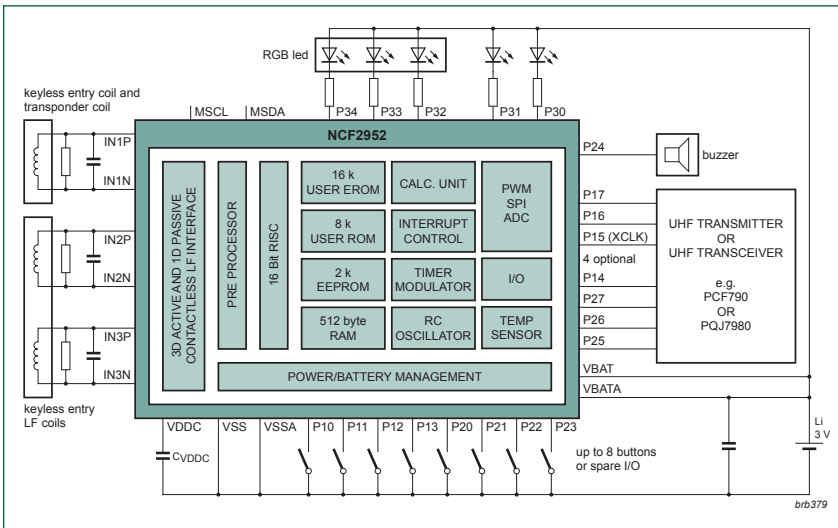 RGB led
keyless entry coil and
transponder coil
MSCL
MSDA
P34
P33
P32
P31
P30
NCF2952
IN1P
IN1N
IN2P
IN2N
IN3P
IN3N
keyless entry
LF coils
3D ACTIVE AND 1D PASSIVE
CONTACTLESS LF INTERFACE
PRE PROCESSOR
16 Bit RISC
16 k
USER EROM
CALC. UNIT
PWM
SPI
ADC
8 k
USER ROM
INTERRUPT
CONTROL
2 k
EEPROM
TIMER
MODULATOR
I/O
512 byte
RAM
RC
OSCILLATOR
TEMP
SENSOR
POWER/BATTERY MANAGEMENT
P24
buzzer
P17
P16
P15 (XCLK)
4 optional
P14
P27
P26
P25
VBAT
VBATA
UHF TRANSMITTER
OR
UHF TRANSCEIVER
e.g.
PCF790
OR
PQJ7980
VDDC
VSS
VSSA
P10
P11
P12
P13
P20
P21
P22
P23
CVDDC
up to 8 buttons
or spare I/O
Li
3 V
brb379